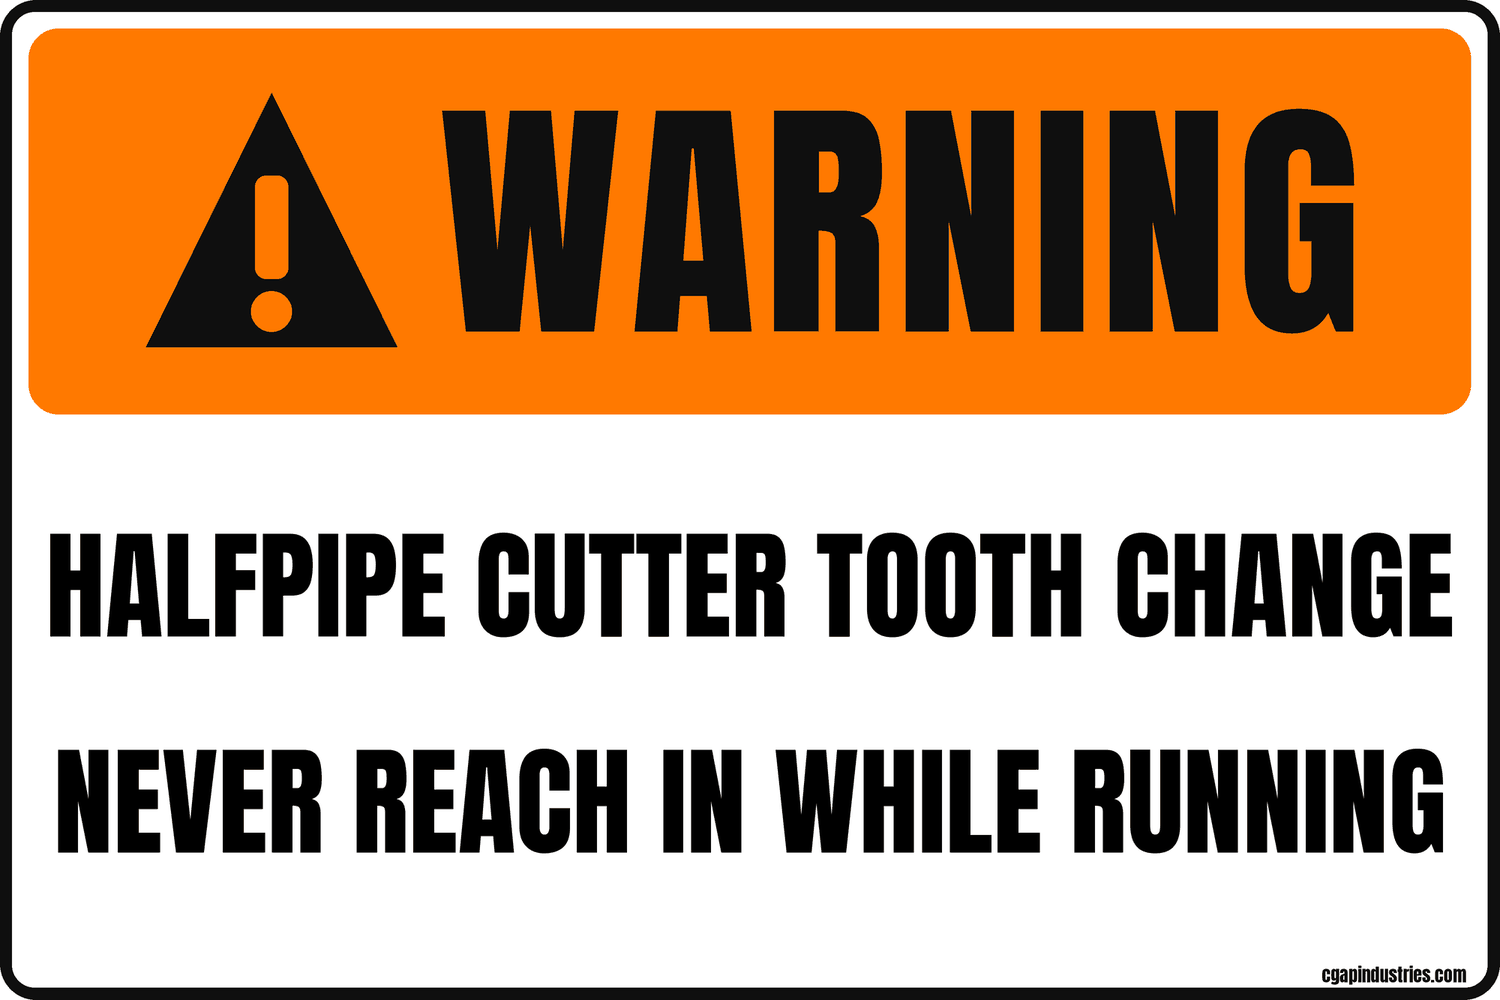 WARNING
HALFPIPE CUTTER TOOTH CHANGE
NEVER REACH IN WHILE RUNNING
cgapindustries.com